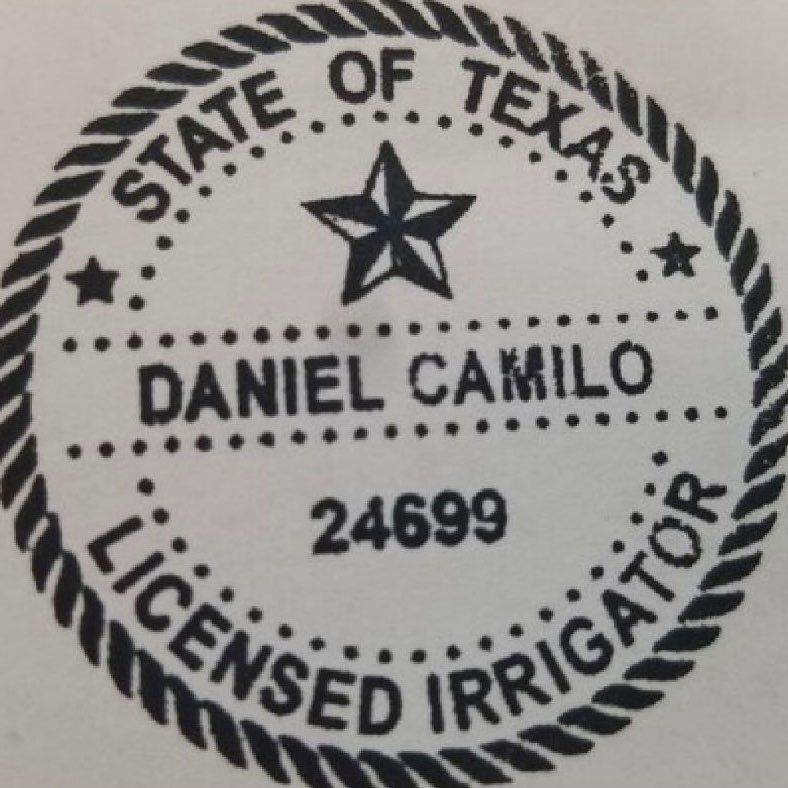 STATE OF TEXAS
DANIEL CAMILO
24699
LICENSED IRRIGATOR